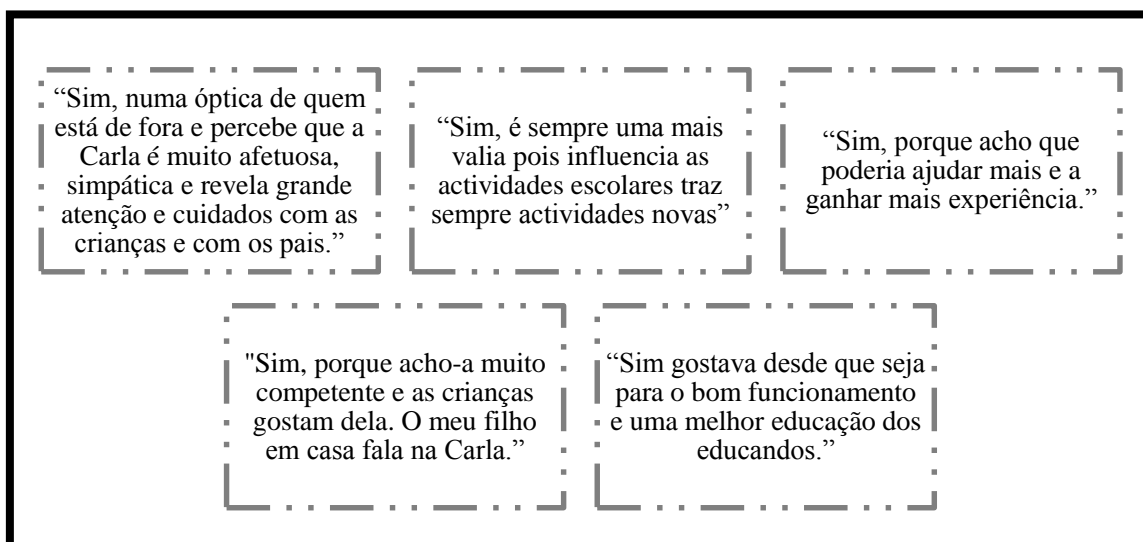 “Sim, numa óptica de quem
está de fora e percebe que a
Carla é muito afetuosa,
simpática e revela grande
atenção e cuidados com as
crianças e com os pais.”
“Sim, é sempre uma mais
valia pois influencia as
actividades escolares traz
sempre actividades novas”
“Sim, porque acho que
poderia ajudar mais e a
ganhar mais experiência.”
"Sim, porque acho-a muito
competente e as crianças
gostam dela. O meu filho
em casa fala na Carla.”
“Sim gostava desde que seja
para o bom funcionamento
e uma melhor educação dos
educandos.”